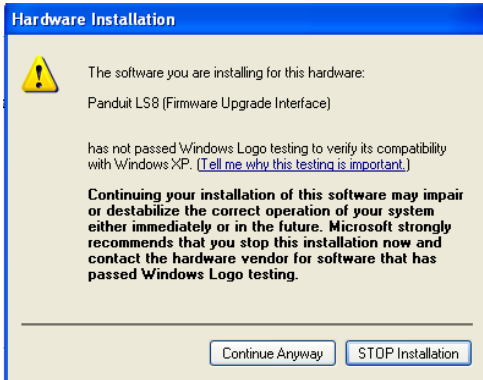 Hardware Installation
The software you are installing for this hardware:
Panduit LS8 (Firmware Upgrade Interface)
has not passed Windows Logo testing to verify its compatibility
with Windows XP. (Tell me why this testing is important.)
Continuing your installation of this software may impair
or destabilize the correct operation of your system
either immediately or in the future. Microsoft strongly
recommends that you stop this installation now and
contact the hardware vendor for software that has
passed Windows Logo testing.
Continue Anyway STOP Installation